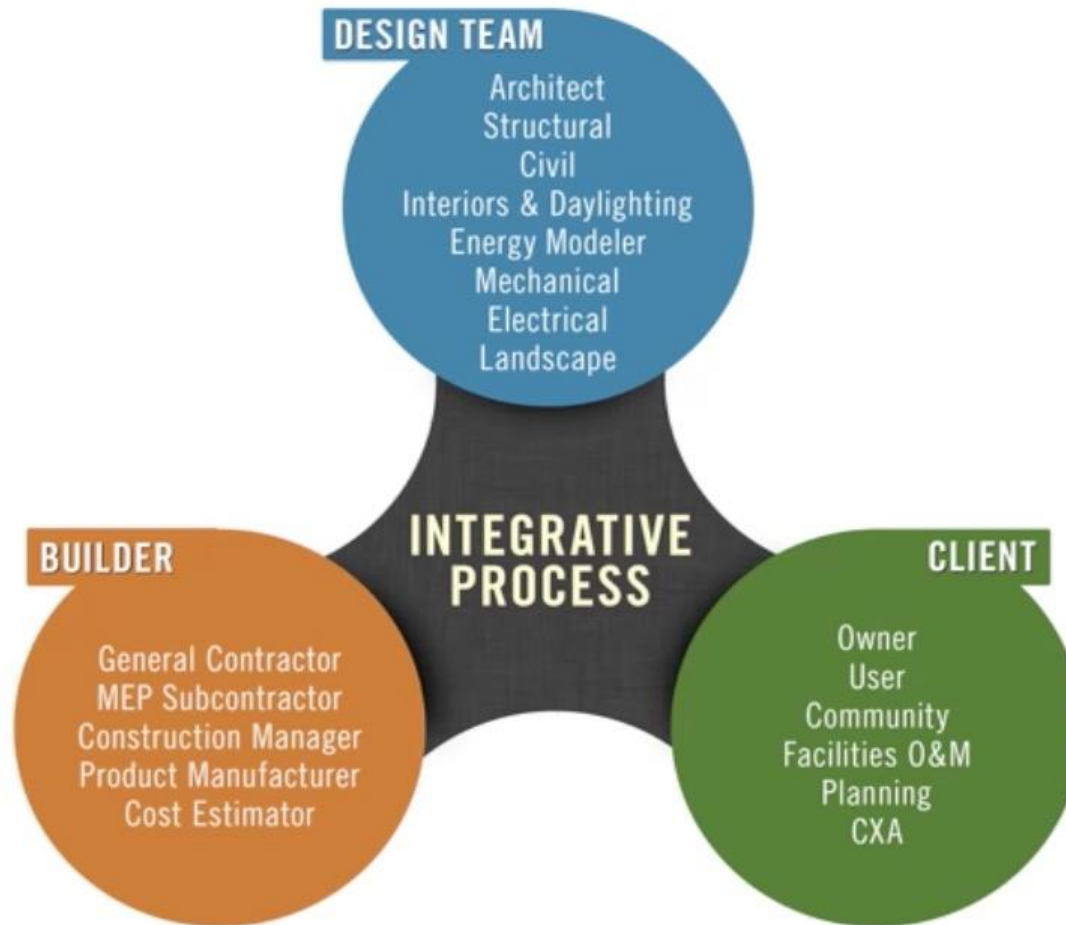 DESIGN TEAM
Architect
Structural
Civil
Interiors & Daylighting
Energy Modeler
Mechanical
Electrical
Landscape
INTEGRATIVE
PROCESS
BUILDER
General Contractor
MEP Subcontractor
Construction Manager
Product Manufacturer
Cost Estimator
CLIENT
Owner
User
Community
Facilities O&M
Planning
CXA